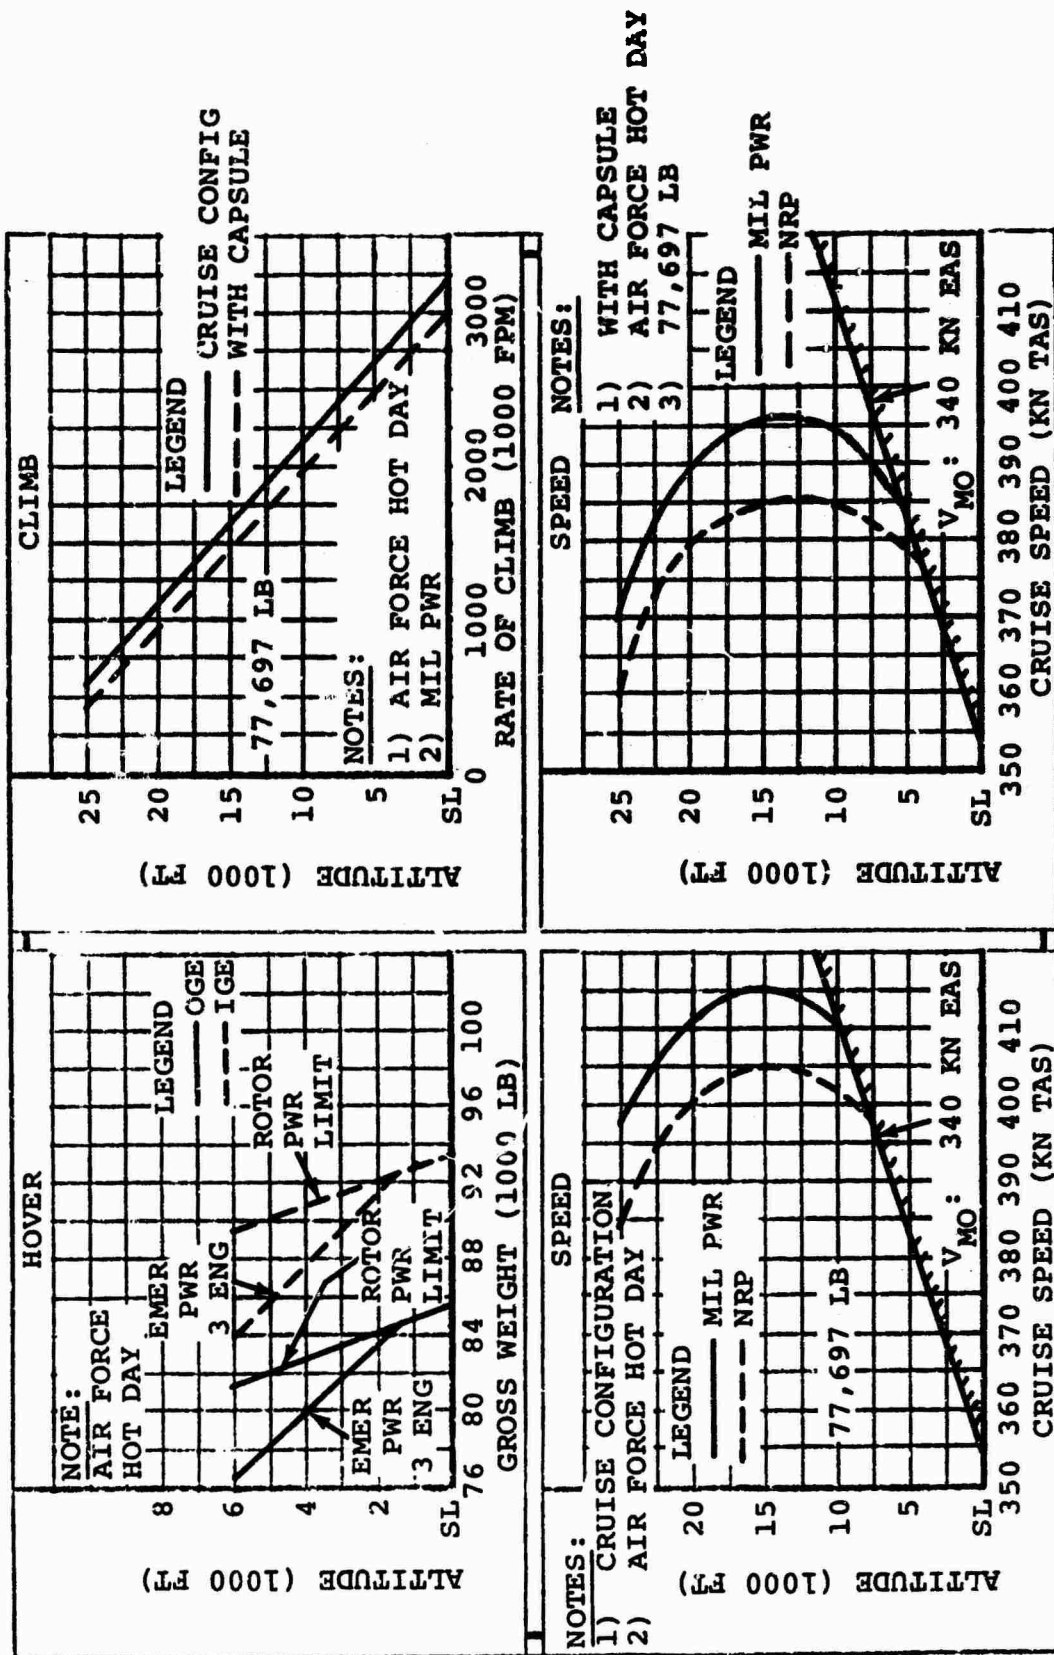 HOVER
NOTE:
AIR FORCE
HOT DAY
EMER
PWR
3 ENG
LEGEND
OGE
IGE
ROTOR
PWR
LIMIT
ROTOR
PWR
LIMIT
EMER
PWR
3 ENG
8
6
4
2
SL
ALTITUDE (1000 FT)
76 80 84 88 92 96 100
GROSS WEIGHT (1000 LB)
CLIMB
LEGEND
CRUISE CONFIG
WITH CAPSULE
77,697 LB
NOTES:
1) AIR FORCE HOT DAY
2) MIL PWR
25
20
15
10
5
SL
ALTITUDE (1000 FT)
0 1000 2000 3000
RATE OF CLIMB (1000 FPM)
SPEED
NOTES:
1) CRUISE CONFIGURATION
2) AIR FORCE HOT DAY
LEGEND
MIL PWR
NRP
77,697 LB
VMO:
340 KN EAS
20
15
10
5
SL
ALTITUDE (1000 FT)
350 360 370 380 390 400 410
CRUISE SPEED (KN TAS)
SPEED
NOTES:
1) WITH CAPSULE
2) AIR FORCE HOT DAY
3) 77,697 LB
LEGEND
MIL PWR
NRP
VMO:
340 KN EAS
25
20
15
10
5
SL
ALTITUDE (1000 FT)
350 360 370 380 390 400 410
CRUISE SPEED (KN TAS)